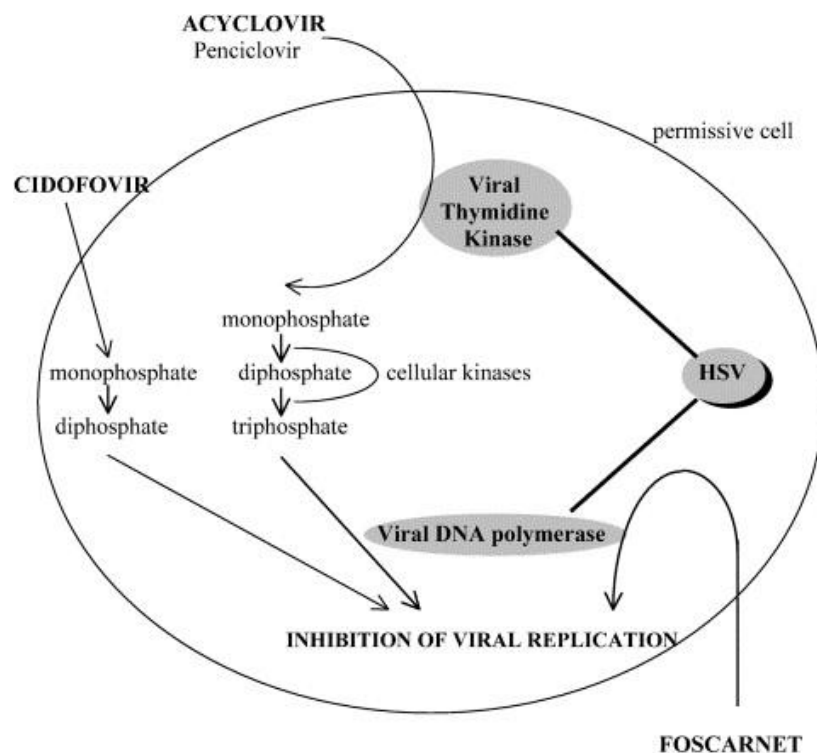 ACYCLOVIR
Penciclovir
permissive cell
CIDOFOVIR
Viral
Thymidine
Kinase
monophosphate
monophosphate
diphosphate
cellular kinases
HSV
diphosphate
triphosphate
Viral DNA polymerase
INHIBITION OF VIRAL REPLICATION
FOSCARNET